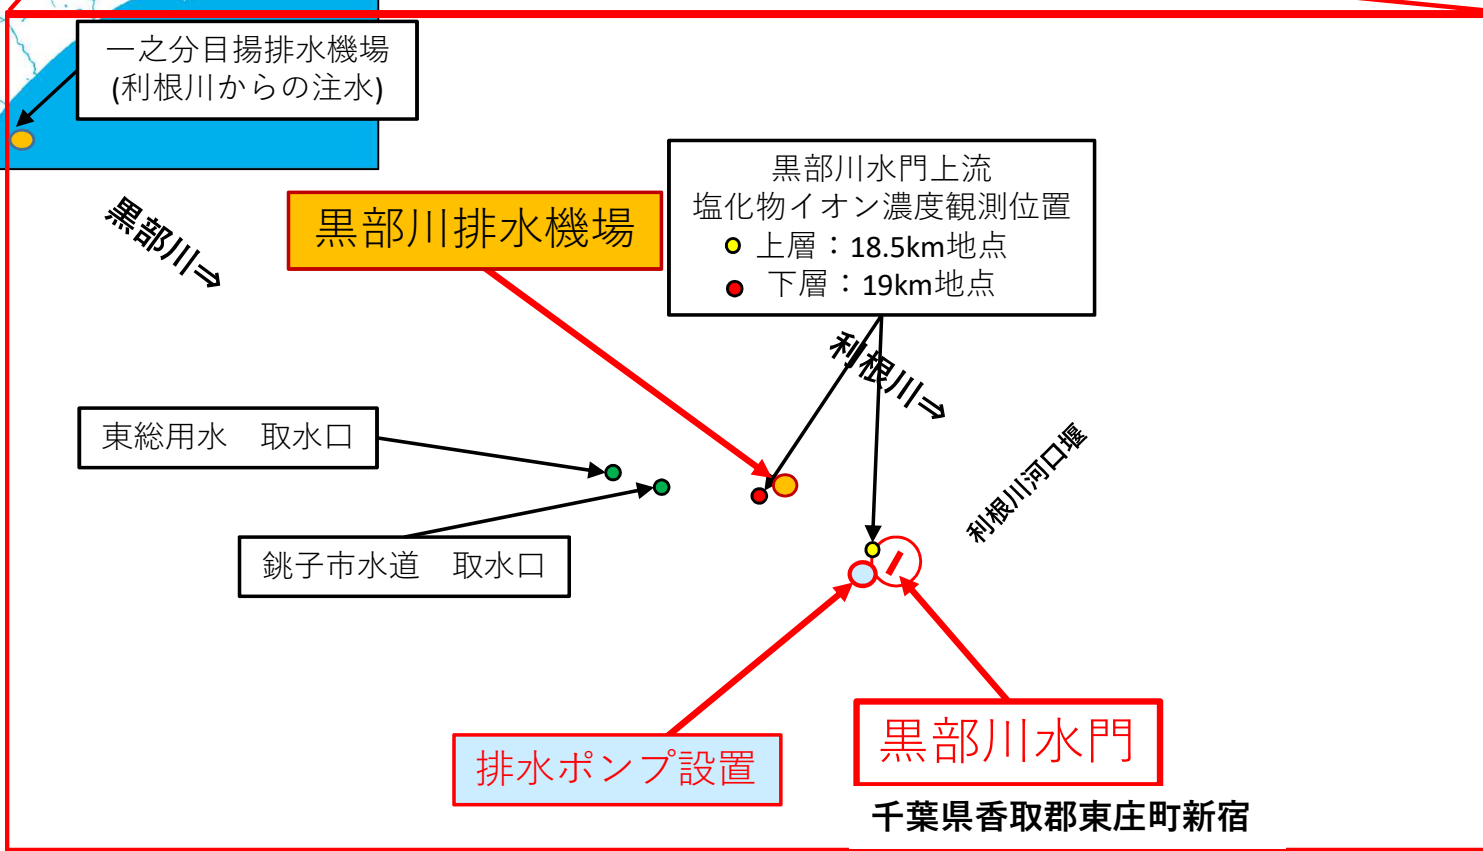 一之分目揚排水機場
(利根川からの注水)
黒部川⇒
黒部川排水機場
黒部川水門上流
塩化物イオン濃度観測位置
上層：18.5km地点
下層：19km地点
利根川⇒
利根川河口堰
東総用水　取水口
銚子市水道　取水口
排水ポンプ設置
黒部川水門
千葉県香取郡東庄町新宿